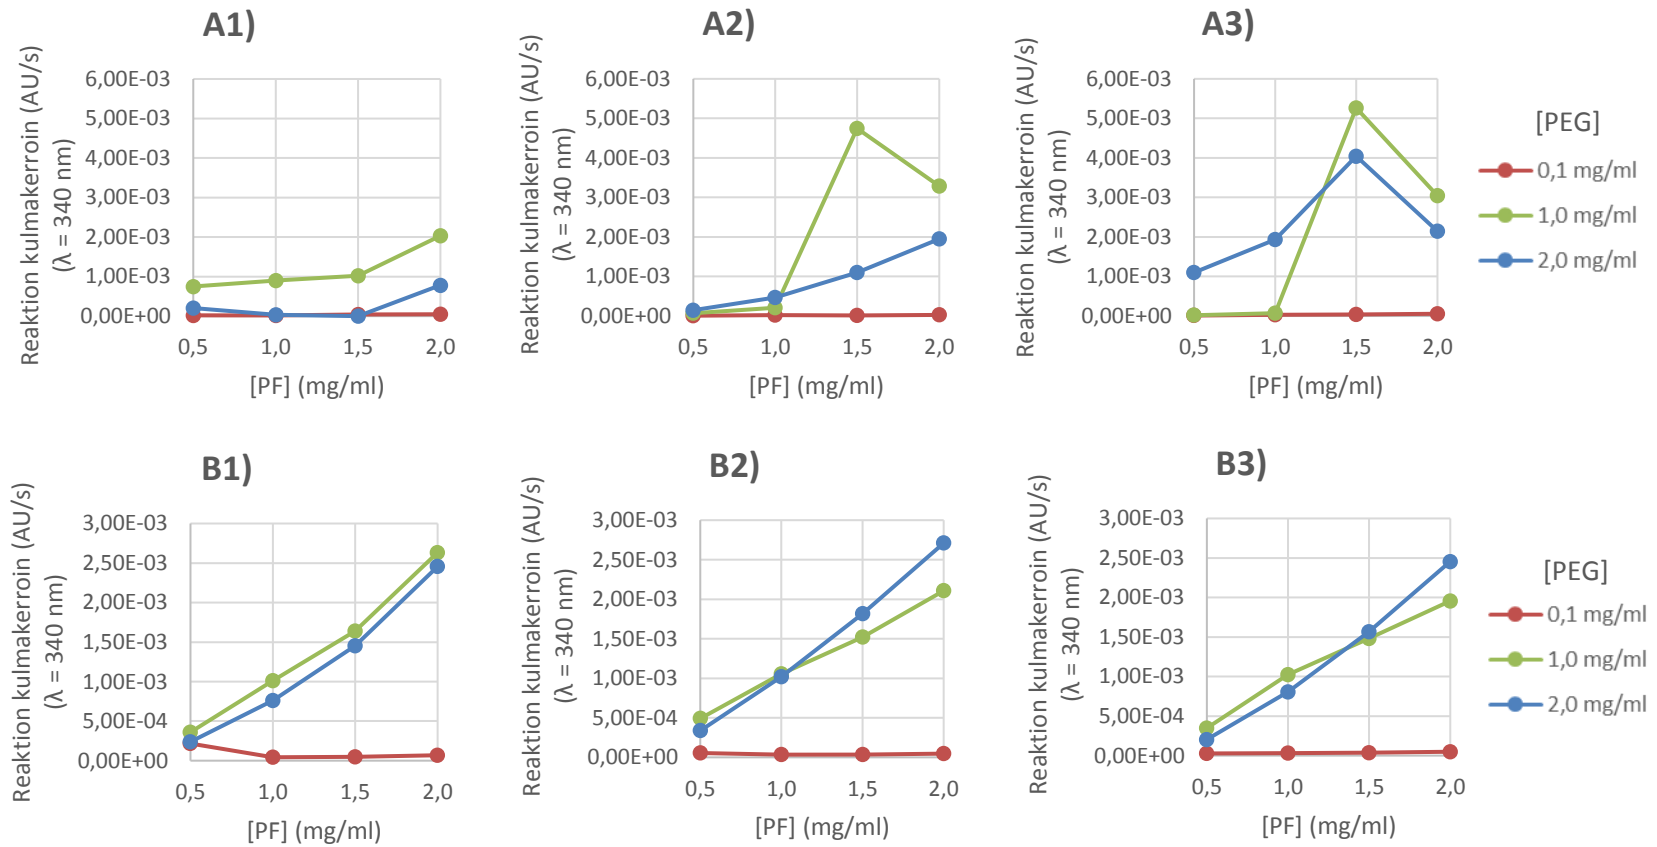 A1)
Reaktion kulmakerroin (AU/s)
(λ = 340 nm)
6,00E-03
5,00E-03
4,00E-03
3,00E-03
2,00E-03
1,00E-03
0,00E+00
0,5 1,0 1,5 2,0
[PF] (mg/ml)
A2)
Reaktion kulmakerroin (AU/s)
(λ = 340 nm)
6,00E-03
5,00E-03
4,00E-03
3,00E-03
2,00E-03
1,00E-03
0,00E+00
0,5 1,0 1,5 2,0
[PF] (mg/ml)
A3)
Reaktion kulmakerroin (AU/s)
(λ = 340 nm)
6,00E-03
5,00E-03
4,00E-03
3,00E-03
2,00E-03
1,00E-03
0,00E+00
0,5 1,0 1,5 2,0
[PF] (mg/ml)
[PEG]
0,1 mg/ml
1,0 mg/ml
2,0 mg/ml
B1)
Reaktion kulmakerroin (AU/s)
(λ = 340 nm)
3,00E-03
2,50E-03
2,00E-03
1,50E-03
1,00E-03
5,00E-04
0,00E+00
0,5 1,0 1,5 2,0
[PF] (mg/ml)
B2)
Reaktion kulmakerroin (AU/s)
(λ = 340 nm)
3,00E-03
2,50E-03
2,00E-03
1,50E-03
1,00E-03
5,00E-04
0,00E+00
0,5 1,0 1,5 2,0
[PF] (mg/ml)
B3)
Reaktion kulmakerroin (AU/s)
(λ = 340 nm)
3,00E-03
2,50E-03
2,00E-03
1,50E-03
1,00E-03
5,00E-04
0,00E+00
0,5 1,0 1,5 2,0
[PF] (mg/ml)
[PEG]
0,1 mg/ml
1,0 mg/ml
2,0 mg/ml